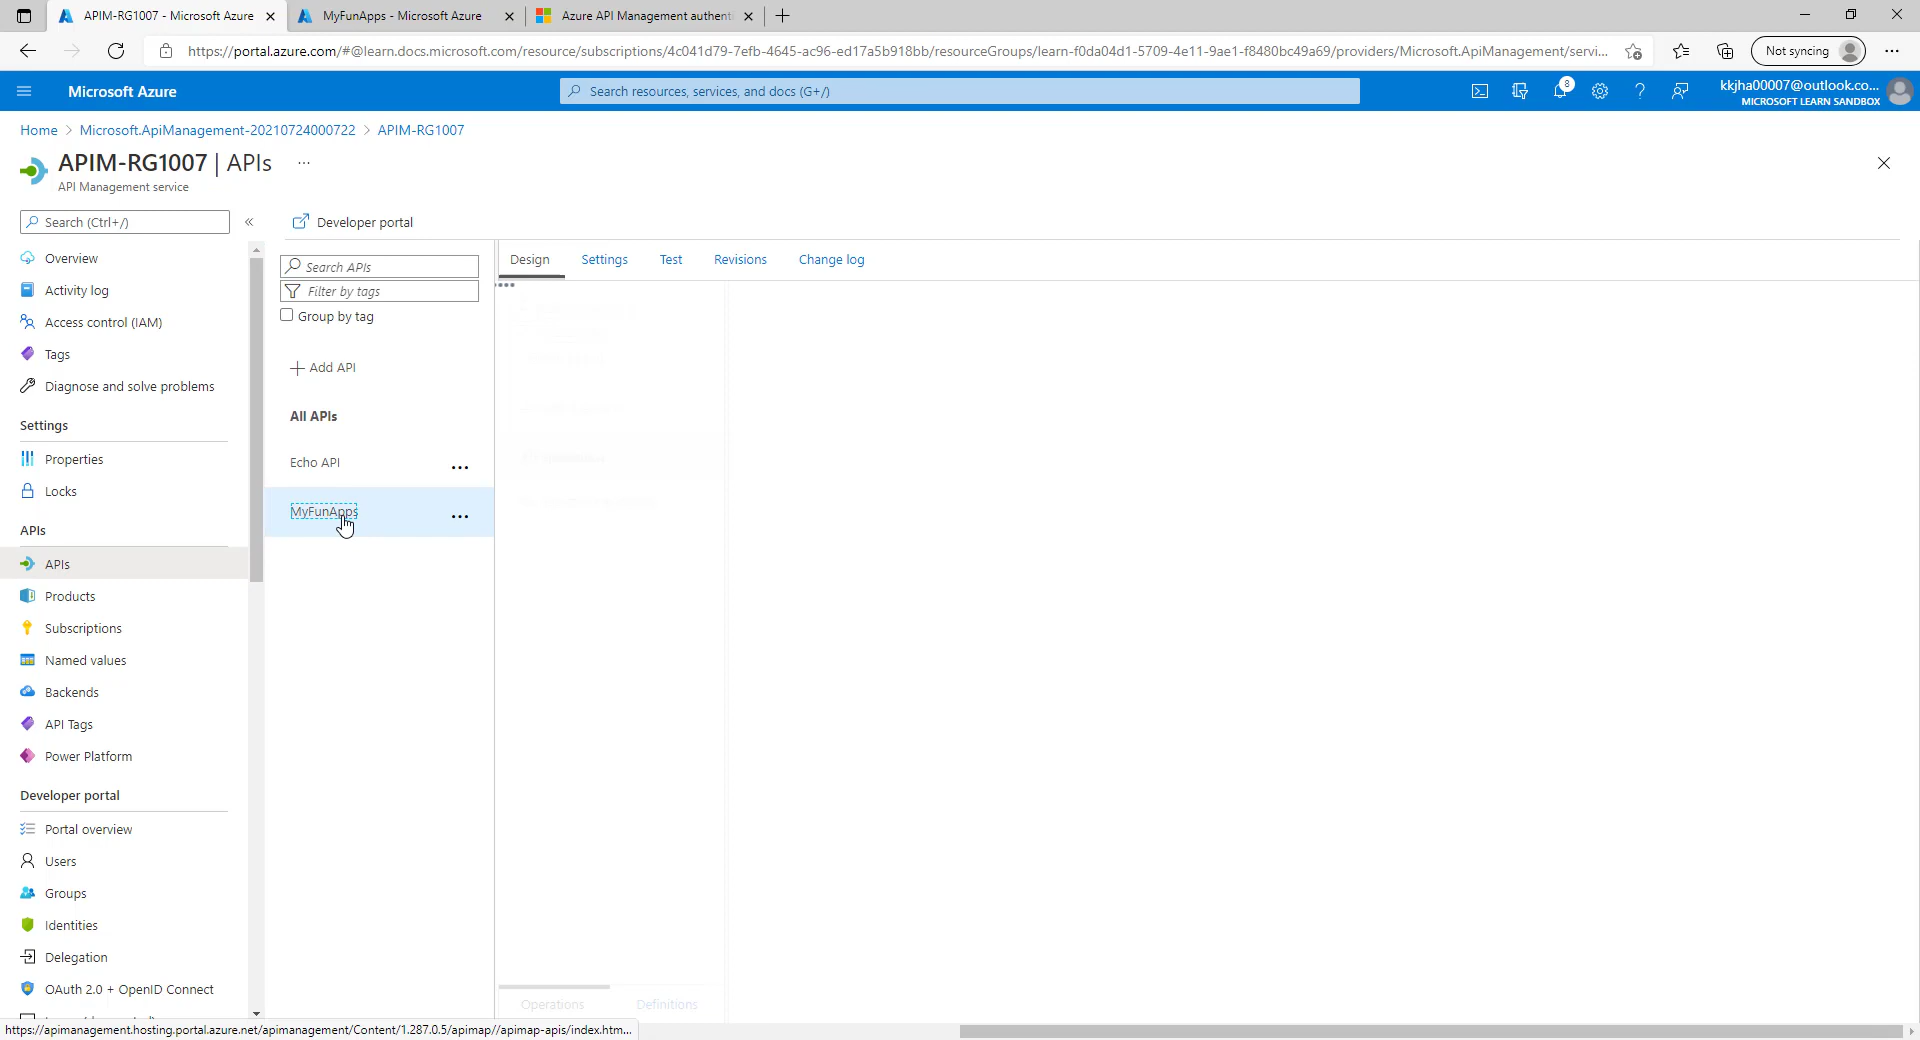 APIM-RG1007 - Microsoft Azure
MyFunApps - Microsoft Azure
Azure API Management authenti
https://portal.azure.com/#@learn.docs.microsoft.com/resource/subscriptions/4c041d79-7efb-4645-ac96-ed17a5b918bb/resourceGroups/learn-f0da04d1-5709-4e11-9ae1-f8480bc49a69/providers/Microsoft.ApiManagement/servi...
Not syncing
Microsoft Azure
Search resources, services, and docs (G+/)
8
kkjha00007@outlook.co...
MICROSOFT LEARN SANDBOX
Home > Microsoft.ApiManagement-20210724000722 > APIM-RG1007
APIM-RG1007 | APIs ...
API Management service
Search (Ctrl+/)
«
Developer portal
Overview
Activity log
Access control (IAM)
Tags
Diagnose and solve problems
Settings
Properties
Locks
APIs
APIs
Products
Subscriptions
Named values
Backends
API Tags
Power Platform
Developer portal
Portal overview
Users
Groups
Identities
Delegation
OAuth 2.0 + OpenID Connect
Search APIs
Filter by tags
Group by tag
+ Add API
All APIs
Echo API ...
MyFunApps ...
Design
Settings
Test
Revisions
Change log
Operations
Definitions
https://apimanagement.hosting.portal.azure.net/apimanagement/Content/1.287.0.5/apimap//apimap-apis/index.htm...